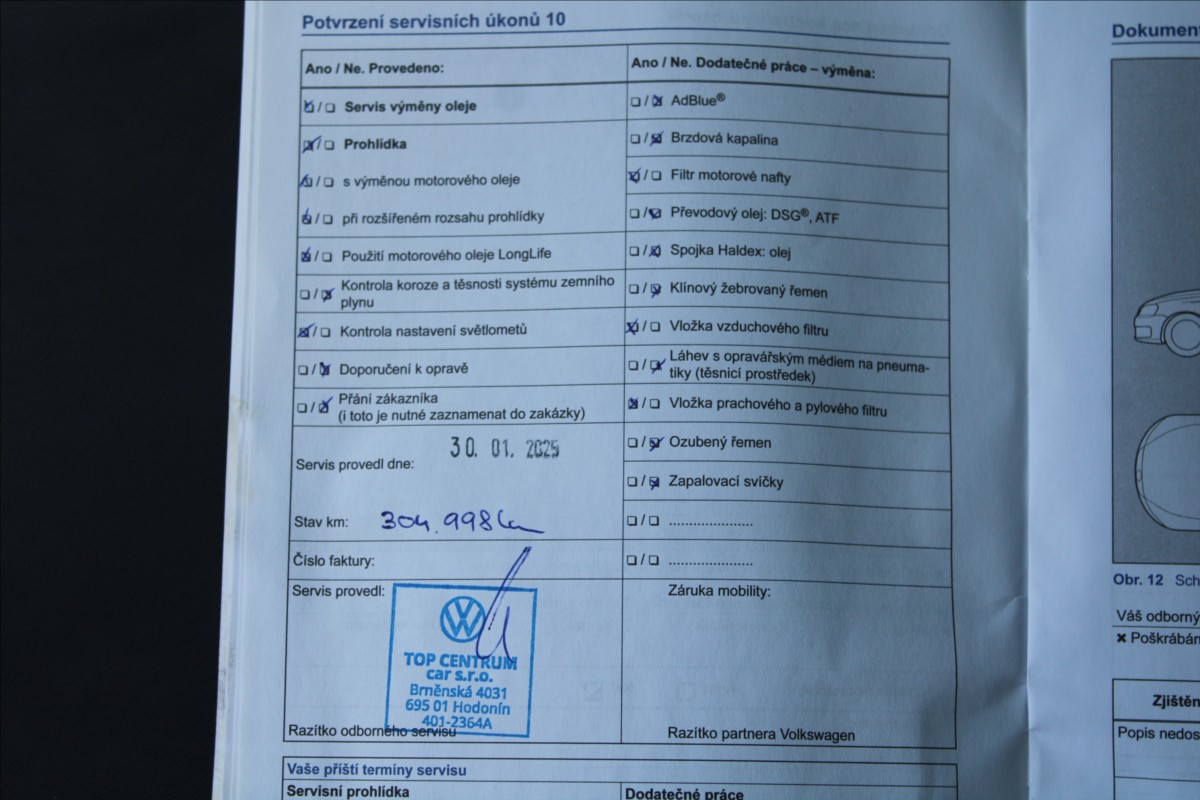 Potvrzení servisních úkonů 10
Ano / Ne. Provedeno:
Servis výměny oleje
Prohlídka
s výměnou motorového oleje
při rozšířeném rozsahu prohlídky
Použití motorového oleje LongLife
Kontrola koroze a těsnosti systému zemního
plynu
Kontrola nastavení světlometů
Doporučení k opravě
Přání zákazníka
(i toto je nutné zaznamenat do zakázky)
Servis provedl dne: 30. 01. 2025
Stav km: 304.998 km
Číslo faktury:
Servis provedl:
TOP CENTRUM
car s.r.o.
Brněnská 4031
695 01 Hodonín
401-2364A
Razítko odborného servisu
Ano / Ne. Dodatečné práce – výměna:
AdBlue®
Brzdová kapalina
Filtr motorové nafty
Převodový olej: DSG®, ATF
Spojka Haldex: olej
Klínový žebrovaný řemen
Vložka vzduchového filtru
Láhev s opravářským médiem na pneuma-
tiky (těsnicí prostředek)
Vložka prachového a pylového filtru
Ozubený řemen
Zapalovací svíčky
Záruka mobility:
Razítko partnera Volkswagen
Vaše příští termíny servisu
Servisní prohlídka
Dodatečné práce
Dokument
Obr. 12 Sch
Váš odborný
✖ Poškrábán
Zjištěn
Popis nedos